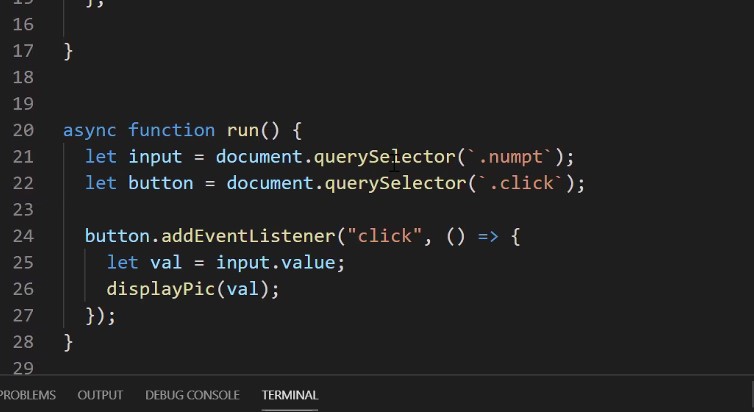 15 };
16
17 }
18
19
20 async function run() {
21 let input = document.querySelector(`.numpt`);
22 let button = document.querySelector(`.click`);
23
24 button.addEventListener("click", () => {
25 let val = input.value;
26 displayPic(val);
27 });
28 }
29
PROBLEMS OUTPUT DEBUG CONSOLE TERMINAL